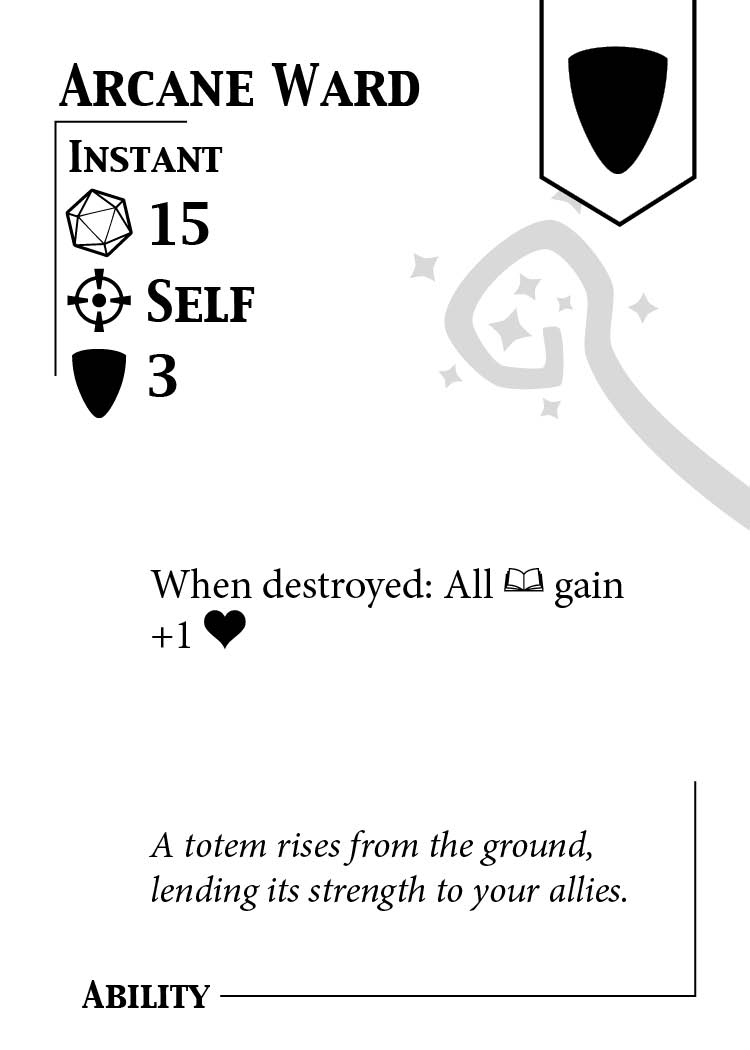 Arcane Ward
Instant
15
Self
3
When destroyed: All gain
+1
A totem rises from the ground,
lending its strength to your allies.
Ability